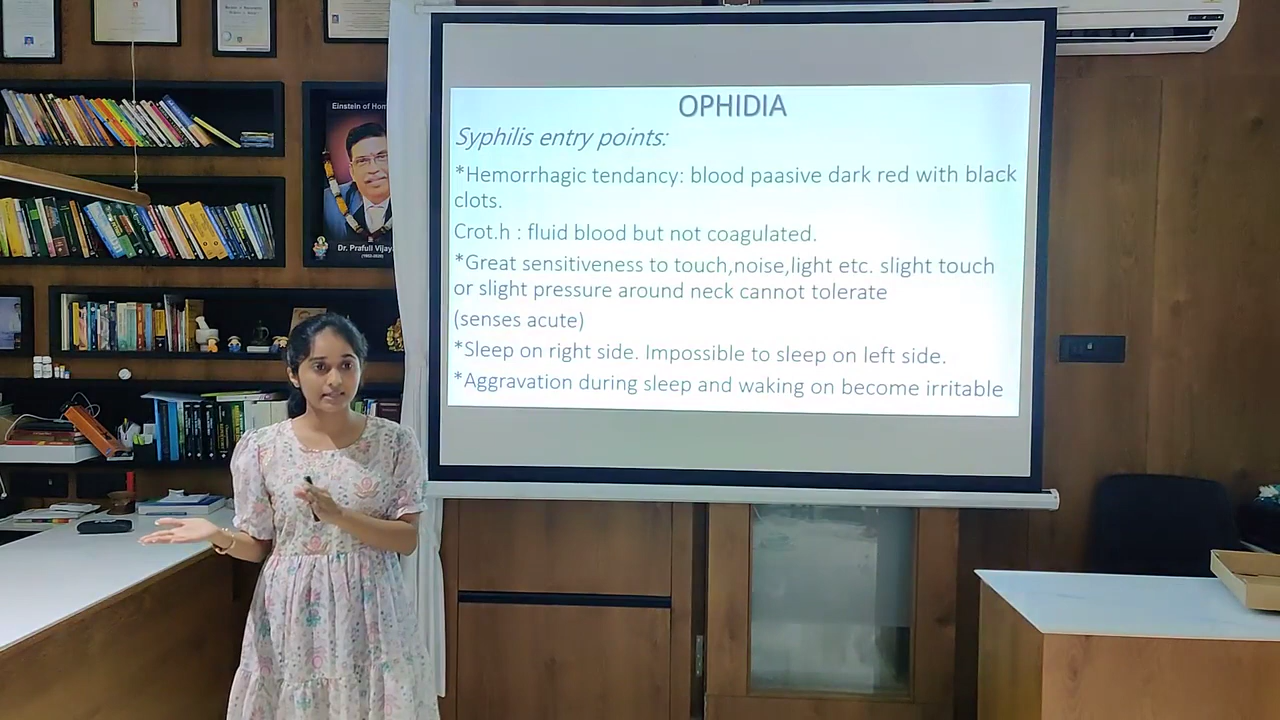 OPHIDIA
Syphilis entry points:
*Hemorrhagic tendancy: blood paasive dark red with black
clots.
Crot.h : fluid blood but not coagulated.
*Great sensitiveness to touch,noise,light etc. slight touch
or slight pressure around neck cannot tolerate
(senses acute)
*Sleep on right side. Impossible to sleep on left side.
*Aggravation during sleep and waking on become irritable
Einstein of Hom
Dr. Prafull Vijay